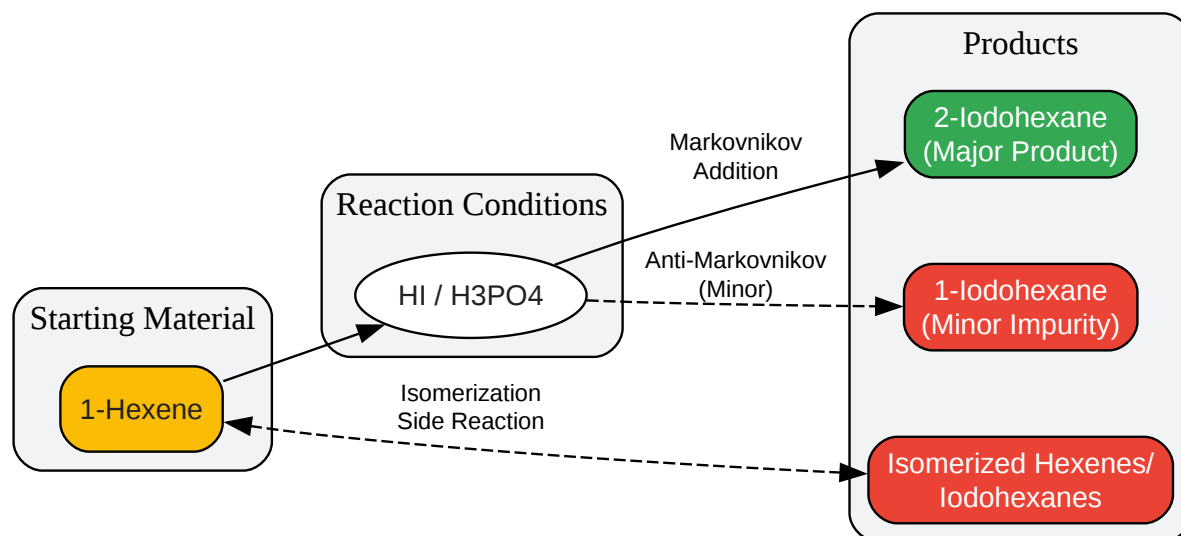 Products
2-Iodohexane
(Major Product)
Markovnikov
Addition
Reaction Conditions
HI / H3PO4
Anti-Markovnikov
(Minor)
1-Iodohexane
(Minor Impurity)
Starting Material
1-Hexene
Isomerization
Side Reaction
Isomerized Hexenes/
Iodohexanes